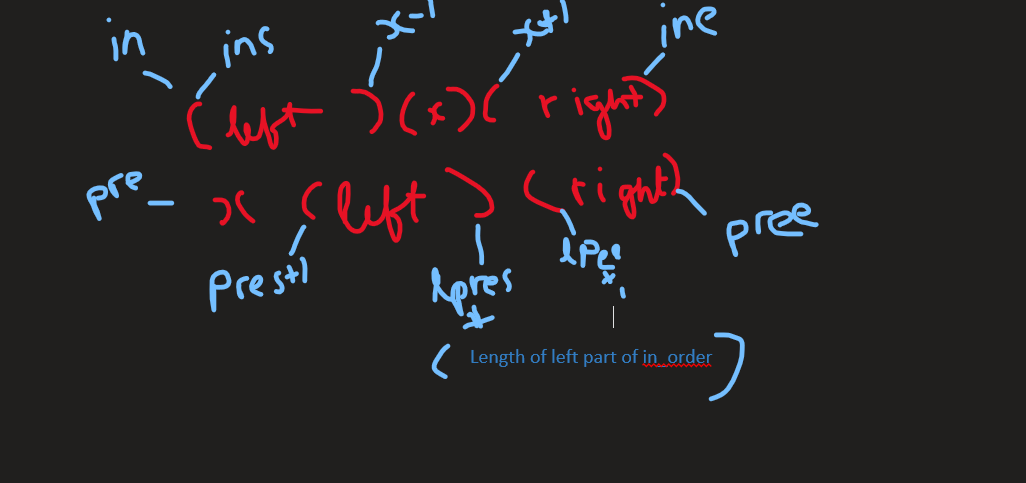 in ins x-1 x+1 ine
(left) (x) (right)
pre - x (left) (right)
pres+1 lpres pree
( Length of left part of in_order )